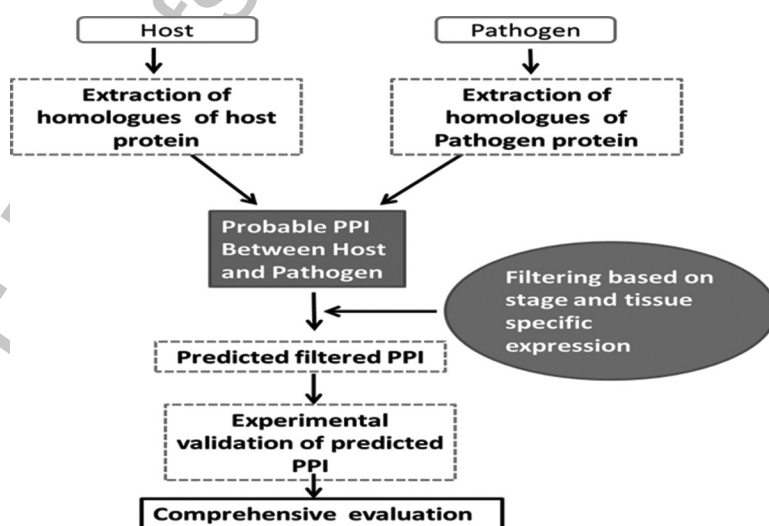 Host
Pathogen
Extraction of
homologues of host
protein
Extraction of
homologues of
Pathogen protein
Probable PPI
Between Host
and Pathogen
Filtering based on
stage and tissue
specific
expression
Predicted filtered PPI
Experimental
validation of predicted
PPI
Comprehensive evaluation